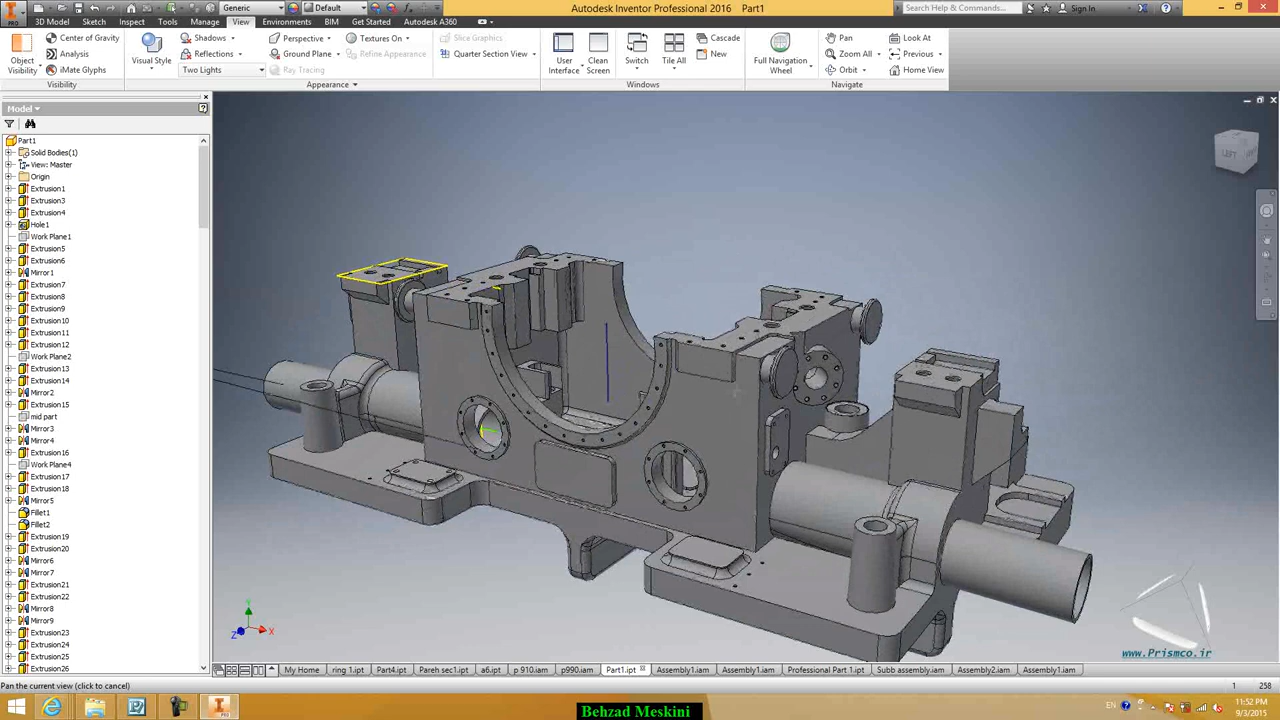 Generic
Default
Autodesk Inventor Professional 2016 Part1
Search Help & Commands...
Sign In
PRO
3D Model
Sketch
Inspect
Tools
Manage
View
Environments
BIM
Get Started
Autodesk A360
Object
Visibility
Center of Gravity
Analysis
iMate Glyphs
Visibility
Visual Style
Shadows
Reflections
Two Lights
Perspective
Ground Plane
Ray Tracing
Textures On
Refine Appearance
Appearance
Slice Graphics
Quarter Section View
User
Interface
Clean
Screen
Switch
Tile All
Cascade
New
Windows
Full Navigation
Wheel
Pan
Zoom All
Orbit
Look At
Previous
Home View
Navigate
Model
Part1
Solid Bodies(1)
View: Master
Origin
Extrusion1
Extrusion3
Extrusion4
Hole1
Work Plane1
Extrusion5
Extrusion6
Mirror1
Extrusion7
Extrusion8
Extrusion9
Extrusion10
Extrusion11
Extrusion12
Work Plane2
Extrusion13
Extrusion14
Mirror2
Extrusion15
mid part
Mirror3
Mirror4
Extrusion16
Work Plane4
Extrusion17
Extrusion18
Mirror5
Fillet1
Fillet2
Extrusion19
Extrusion20
Mirror6
Mirror7
Extrusion21
Extrusion22
Mirror8
Mirror9
Extrusion23
Extrusion24
Extrusion25
Extrusion26
LEFT
Z
X
Y
www.Prismco.ir
My Home
ring 1.ipt
Part4.ipt
Pareh sec1.ipt
a6.ipt
p 910.iam
p990.iam
Part1.ipt
Assembly1.iam
Assembly1.iam
Professional Part 1.ipt
Subb assembly.iam
Assembly2.iam
Assembly1.iam
Pan the current view (click to cancel)
1
258
PRO
Behzad Meskini
EN
11:52 PM
9/3/2015